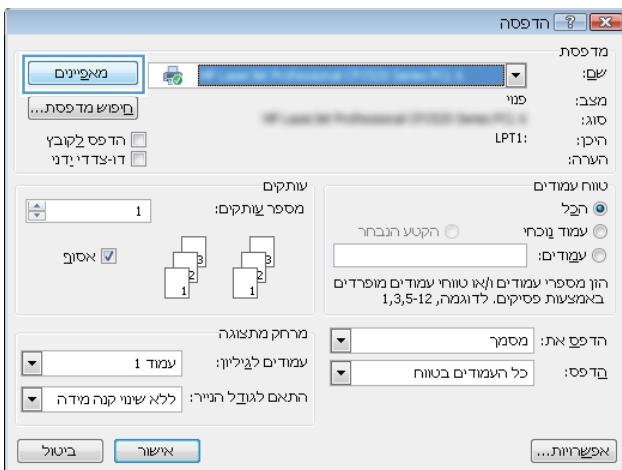 הדפסה
מדפסת
שם:
מאפיינים
מצב: פנוי
חיפוש מדפסת...
סוג:
היכן: LPT1:
הדפס לקובץ
הערה:
דו-צדדי ידני
טווח עמודים
הכל
עמוד נוכחי הקטע הנבחר
עמודים:
הזן מספרי עמודים ו/או טווחי עמודים מופרדים
באמצעות פסיקים. לדוגמה, 1,3,5-12
עותקים
מספר עותקים: 1
אסוף
3 3
2 2
1 1
הדפס את: מסמך
הדפס: כל העמודים בטווח
מרחק מתצוגה
עמודים לגיליון: עמוד 1
התאם לגודל הנייר: ללא שינוי קנה מידה
אפשרויות...
אישור
ביטול